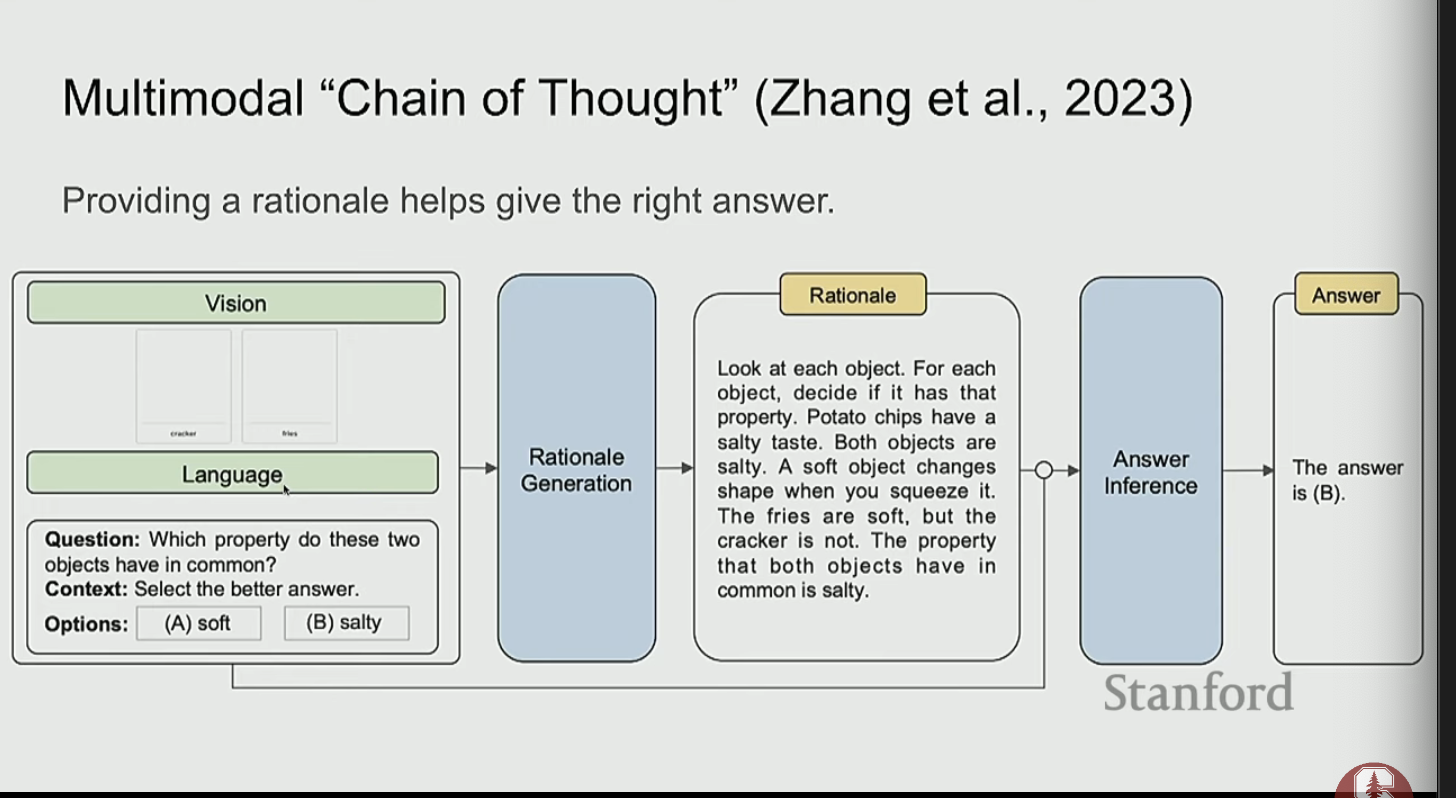 Multimodal “Chain of Thought” (Zhang et al., 2023)
Providing a rationale helps give the right answer.
Vision
cracker
fries
Language
Question: Which property do these two
objects have in common?
Context: Select the better answer.
Options: (A) soft (B) salty
Rationale
Generation
Rationale
Look at each object. For each
object, decide if it has that
property. Potato chips have a
salty taste. Both objects are
salty. A soft object changes
shape when you squeeze it.
The fries are soft, but the
cracker is not. The property
that both objects have in
common is salty.
Answer
Inference
Answer
The answer
is (B).
Stanford